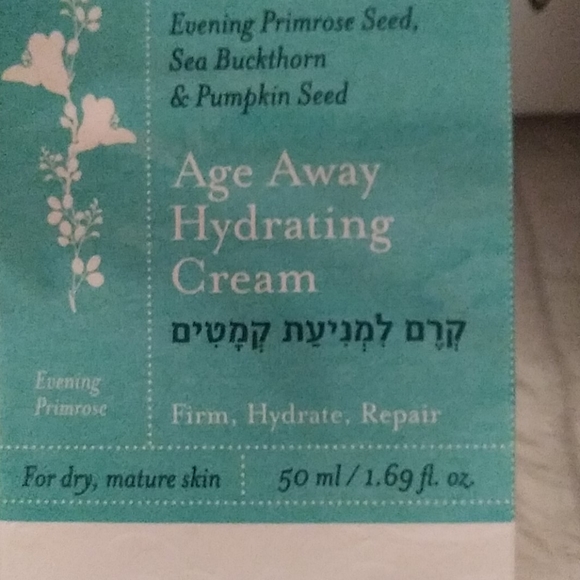 Evening Primrose Seed,
Sea Buckthorn
& Pumpkin Seed
Age Away
Hydrating
Cream
קְרֶם לִמְנִיעַת קְמָטִים
Firm, Hydrate, Repair
Evening
Primrose
For dry, mature skin
50 ml / 1.69 fl. oz.